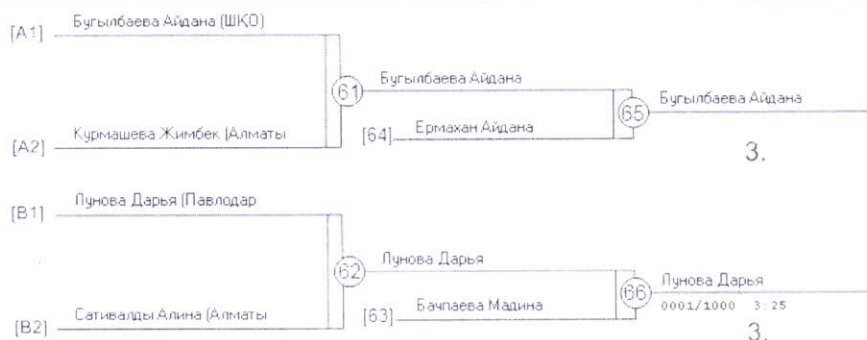 [A1] Бугылбаева Айдана (ШҚО)
61 Бугылбаева Айдана
65 Бугылбаева Айдана
[A2] Курмашева Жимбек (Алматы
[64] Ермахан Айдана
3.
[B1] Лунова Дарья (Павлодар
62 Лунова Дарья
66 Лунова Дарья
0001/1000 3:25
[B2] Сативалды Алина (Алматы
[63] Бачпаева Мадина
3.